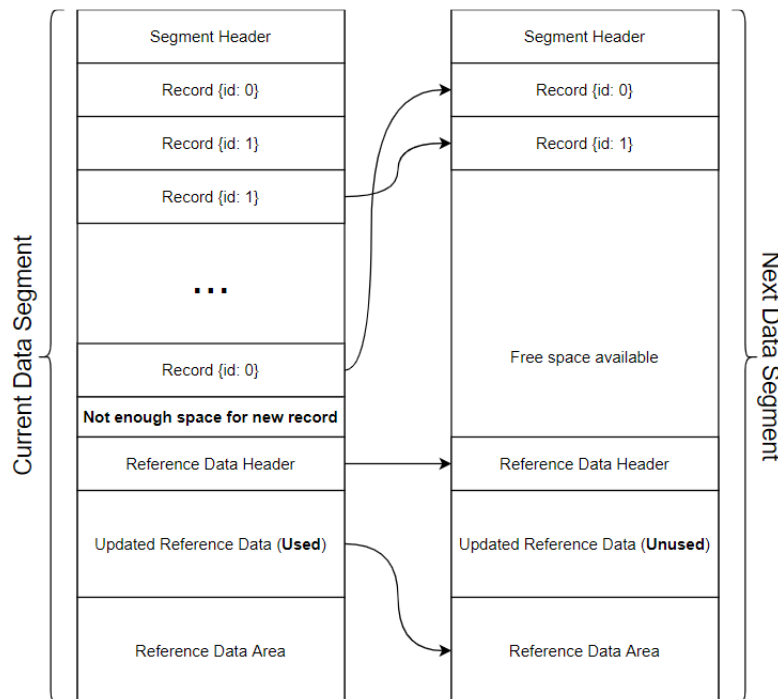 Current Data Segment
Segment Header
Record {id: 0}
Record {id: 1}
Record {id: 1}
...
Record {id: 0}
Not enough space for new record
Reference Data Header
Updated Reference Data (Used)
Reference Data Area
Segment Header
Record {id: 0}
Record {id: 1}
Free space available
Reference Data Header
Updated Reference Data (Unused)
Reference Data Area
Next Data Segment